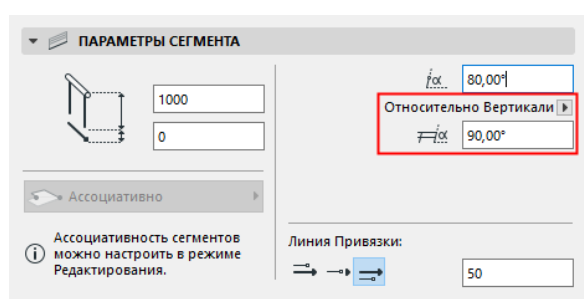 ПАРАМЕТРЫ СЕГМЕНТА
1000
0
Ассоциативно
Ассоциативность сегментов
можно настроить в режиме
Редактирования.
α 80,00°
Относительно Вертикали
α 90,00°
Линия Привязки:
50